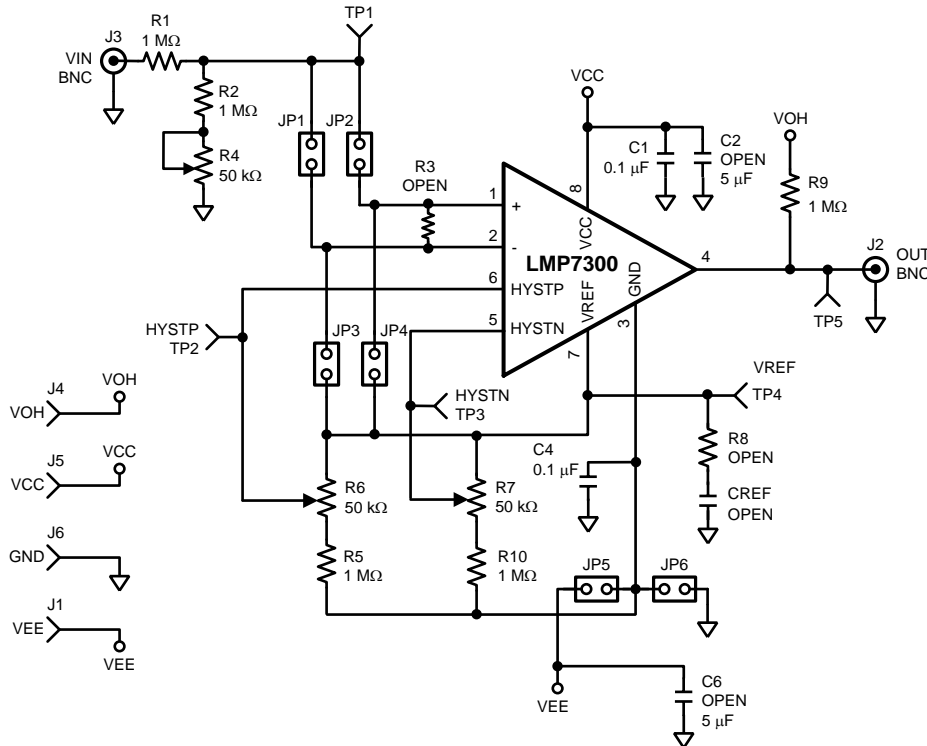 TP1
J3
VIN
BNC
R1
1 MΩ
R2
1 MΩ
R4
50 kΩ
JP1
JP2
R3
OPEN
1
+
2
-
6
HYSTP
5
HYSTN
LMP7300
VCC
8
VREF
7
GND
3
4
VCC
C1
0.1 µF
C2
OPEN
5 µF
VOH
R9
1 MΩ
J2
OUT
BNC
TP5
HYSTP
TP2
JP3
JP4
HYSTN
TP3
VREF
TP4
R8
OPEN
CREF
OPEN
C4
0.1 µF
R6
50 kΩ
R7
50 kΩ
R5
1 MΩ
R10
1 MΩ
JP5
JP6
VEE
C6
OPEN
5 µF
J4
VOH
VOH
J5
VCC
VCC
J6
GND
J1
VEE
VEE